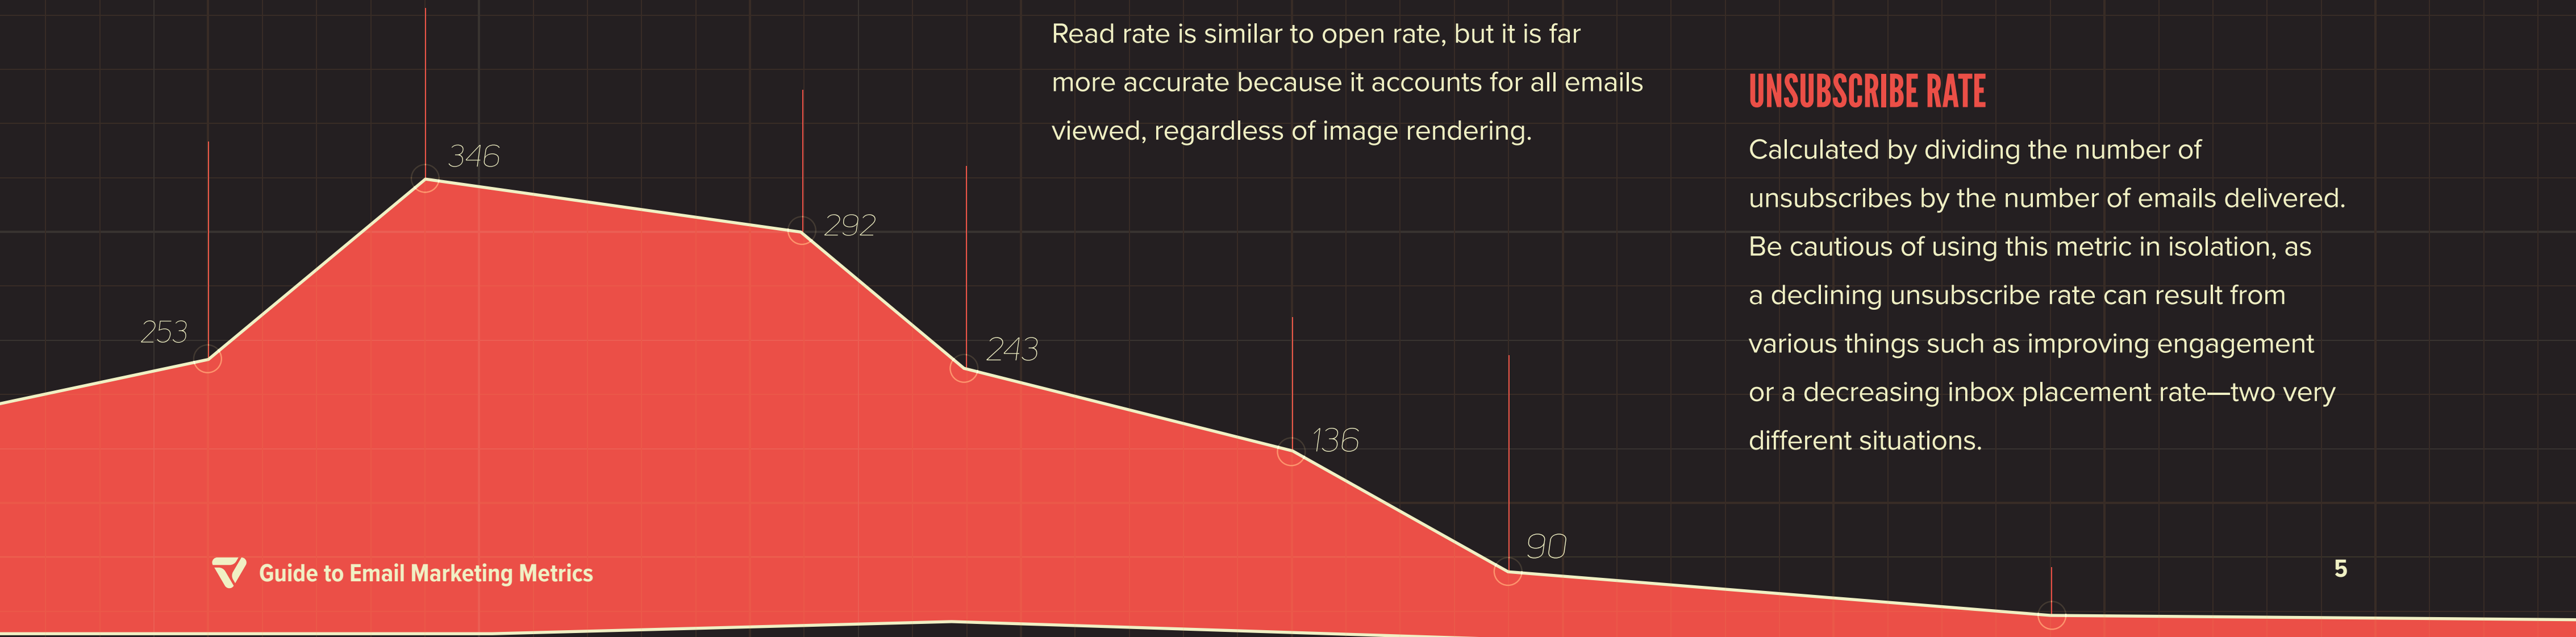 Read rate is similar to open rate, but it is far
more accurate because it accounts for all emails
viewed, regardless of image rendering.
UNSUBSCRIBE RATE
Calculated by dividing the number of
unsubscribes by the number of emails delivered.
Be cautious of using this metric in isolation, as
a declining unsubscribe rate can result from
various things such as improving engagement
or a decreasing inbox placement rate—two very
different situations.
253
346
292
243
136
90
Guide to Email Marketing Metrics
5